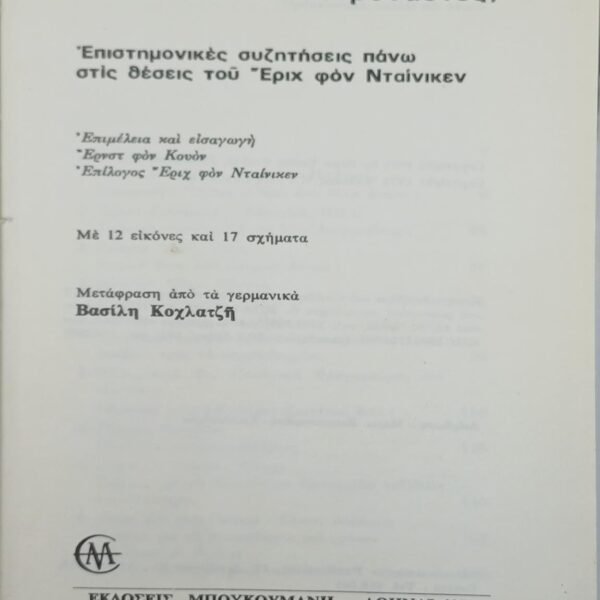 Ἐπιστημονικὲς συζητήσεις πάνω
στὶς θέσεις τοῦ Ἔριχ φὸν Νταίνικεν
Ἐπιμέλεια καὶ εἰσαγωγὴ
Ἔρνστ φὸν Κουὸν
Ἐπίλογος Ἔριχ φὸν Νταίνικεν
Μὲ 12 εἰκόνες καὶ 17 σχήματα
Μετάφραση ἀπὸ τὰ γερμανικὰ
Βασίλη Κοχλατζῆ
ΕΚΔΟΣΕΙΣ ΜΠΟΥΚΟΥΜΑΝΗ